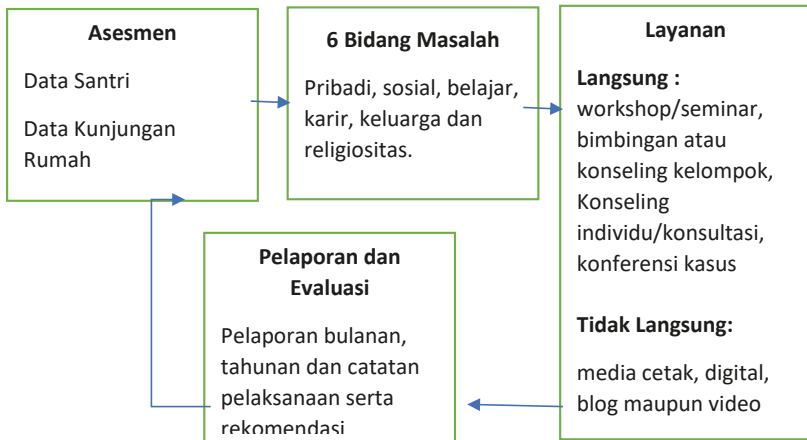 Asesmen
Data Santri
Data Kunjungan
Rumah
6 Bidang Masalah
Pribadi, sosial, belajar,
karir, keluarga dan
religiositas.
Layanan
Langsung :
workshop/seminar,
bimbingan atau
konseling kelompok,
Konseling
individu/konsultasi,
konferensi kasus
Tidak Langsung:
media cetak, digital,
blog maupun video
Pelaporan dan
Evaluasi
Pelaporan bulanan,
tahunan dan catatan
pelaksanaan serta
rekomendasi